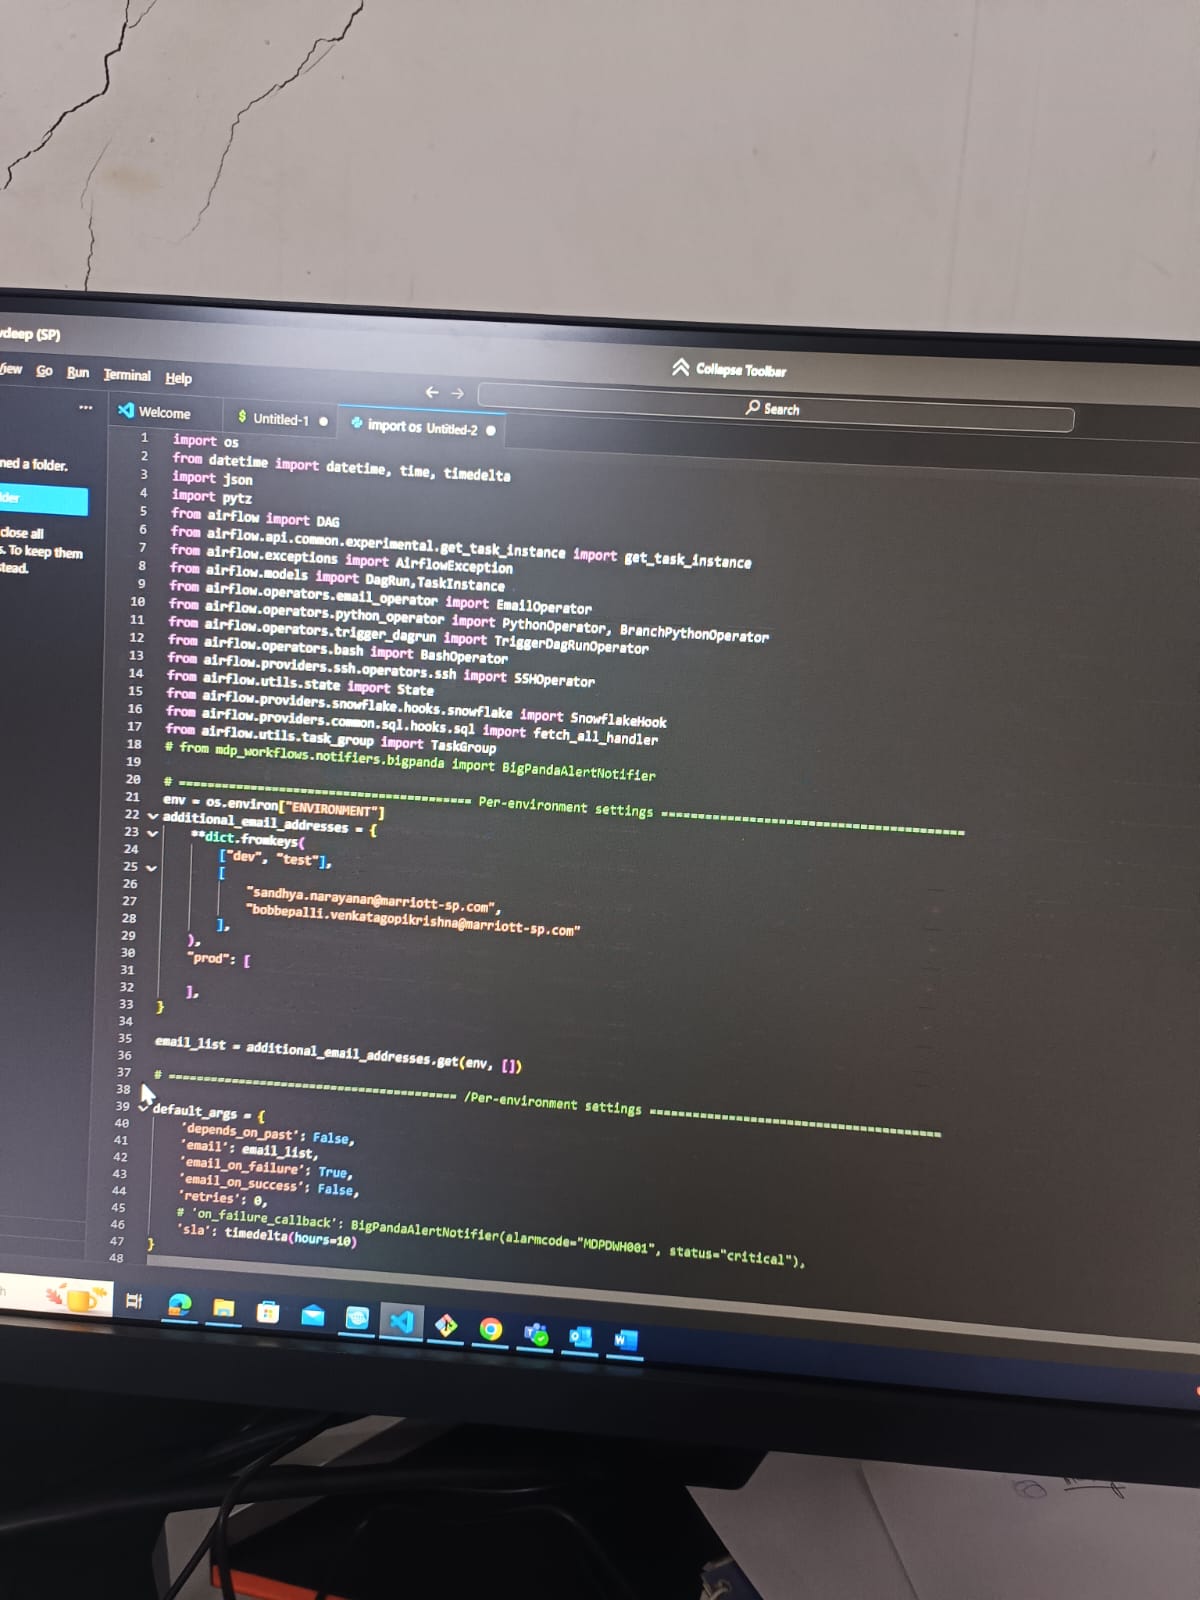 vdeep (SP)
Collapse Toolbar
View Go Run Terminal Help
Search
Welcome
$ Untitled-1
import os Untitled-2
ned a folder.
close all
s. To keep them
stead.
1 import os
2 from datetime import datetime, time, timedelta
3 import json
4 import pytz
5 from airflow import DAG
6 from airflow.api.common.experimental.get_task_instance import get_task_instance
7 from airflow.exceptions import AirflowException
8 from airflow.models import DagRun,TaskInstance
9 from airflow.operators.email_operator import EmailOperator
10 from airflow.operators.python_operator import PythonOperator, BranchPythonOperator
11 from airflow.operators.trigger_dagrun import TriggerDagRunOperator
12 from airflow.operators.bash import BashOperator
13 from airflow.providers.ssh.operators.ssh import SSHOperator
14 from airflow.utils.state import State
15 from airflow.providers.snowflake.hooks.snowflake import SnowflakeHook
16 from airflow.providers.common.sql.hooks.sql import fetch_all_handler
17 from airflow.utils.task_group import TaskGroup
18 # from mdp_workflows.notifiers.bigpanda import BigPandaAlertNotifier
19
20 # ======================================== Per-environment settings =========================================
21 env = os.environ["ENVIRONMENT"]
22 additional_email_addresses = {
23 **dict.fromkeys(
24 ["dev", "test"],
25 [
26 "sandhya.narayanan@marriott-sp.com",
27 "bobbepalli.venkatagopikrishna@marriott-sp.com"
28 ],
29 ),
30 "prod": [
31
32 ],
33 }
34
35 email_list = additional_email_addresses.get(env, [])
36
37 # ======================================== /Per-environment settings ========================================
38
39 default_args = {
40 'depends_on_past': False,
41 'email': email_list,
42 'email_on_failure': True,
43 'email_on_success': False,
44 'retries': 0,
45 # 'on_failure_callback': BigPandaAlertNotifier(alarmcode="MDPDWH001", status="critical"),
46 'sla': timedelta(hours=10)
47 }
48